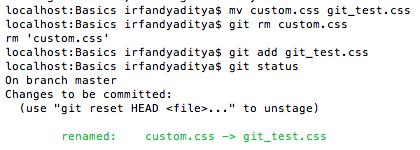 localhost:Basics irfandyaditya$ mv custom.css git_test.css
localhost:Basics irfandyaditya$ git rm custom.css
rm 'custom.css'
localhost:Basics irfandyaditya$ git add git_test.css
localhost:Basics irfandyaditya$ git status
On branch master
Changes to be committed:
  (use "git reset HEAD <file>..." to unstage)
        renamed:    custom.css -> git_test.css